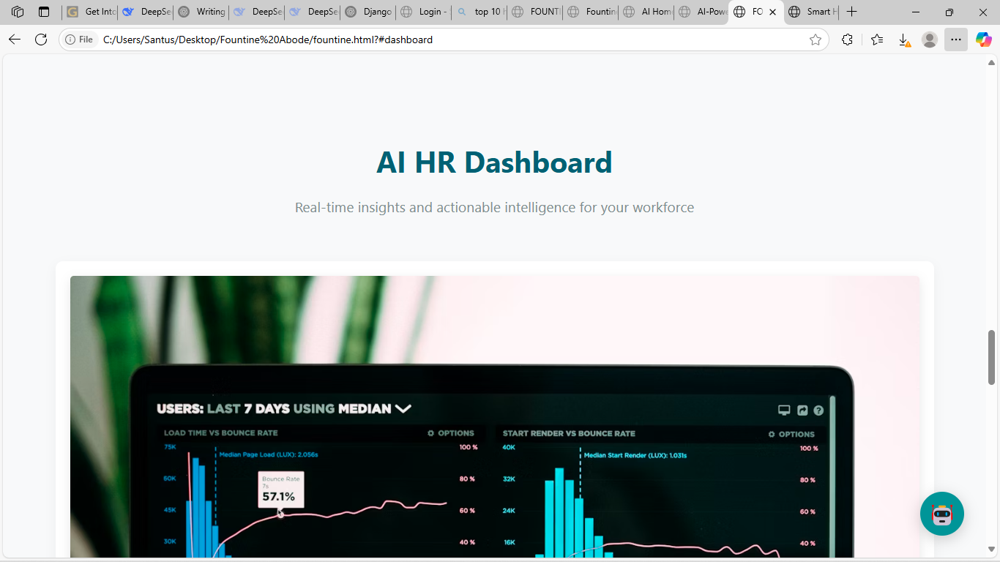 Get Into
DeepSe
Writing
DeepSe
DeepSe
Django
Login -
top 10 H
FOUNTI
Fountin
AI Hom
AI-Powe
FO
Smart H
File
C:/Users/Santus/Desktop/Fountine%20Abode/fountine.html?#dashboard
AI HR Dashboard
Real-time insights and actionable intelligence for your workforce
USERS: LAST 7 DAYS USING MEDIAN
LOAD TIME VS BOUNCE RATE
OPTIONS
75K
100 %
Median Page Load (LUX): 2.056s
60K
80 %
Bounce Rate
7s
57.1%
45K
60 %
30K
40 %
START RENDER VS BOUNCE RATE
OPTIONS
40K
100 %
Median Start Render (LUX): 1.031s
32K
80 %
24K
60 %
16K
40 %